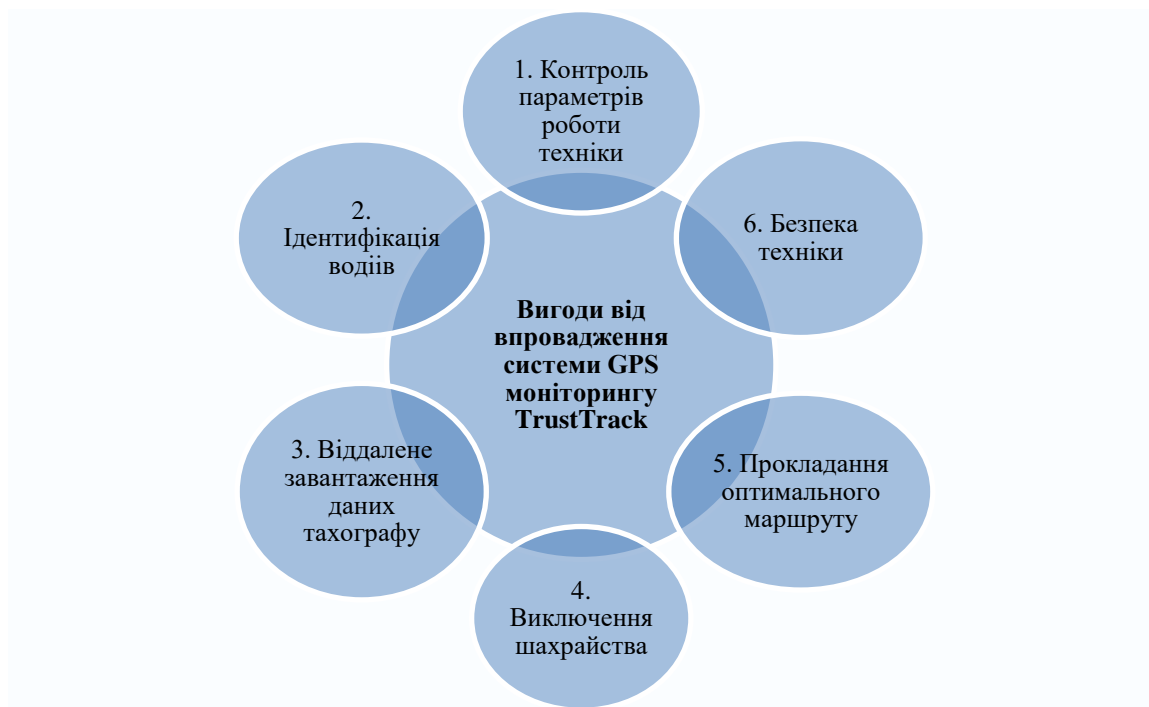 1. Контроль
параметрів
роботи
техніки
2.
Ідентифікація
водіів
3. Віддалене
завантаження
даних
тахографу
4.
Виключення
шахрайства
5. Прокладання
оптимального
маршруту
6. Безпека
техніки
Вигоди від
впровадження
системи GPS
моніторингу
TrustTrack